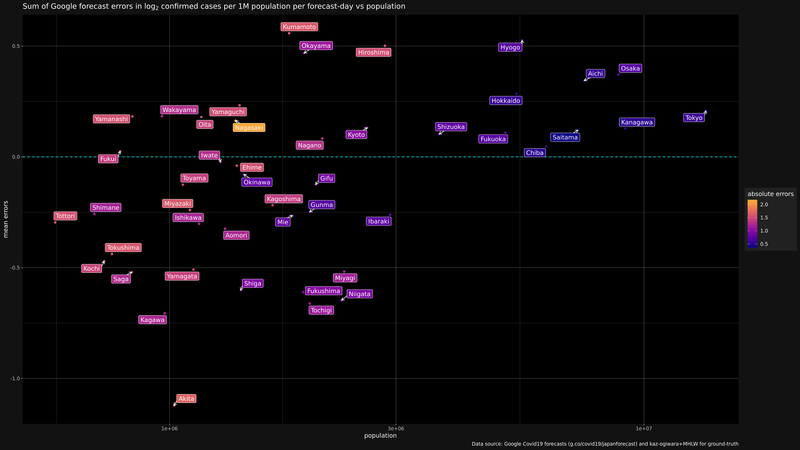 Sum of Google forecast errors in log2 confirmed cases per 1M population per forecast-day vs population
Kumamoto
Okayama
Hiroshima
Hyogo
Osaka
Aichi
Hokkaido
Wakayama
Yamaguchi
Yamanashi
Oita
Nagasaki
Kyoto
Shizuoka
Tokyo
Kanagawa
Saitama
Fukuoka
Nagano
Chiba
Fukui
Iwate
Ehime
Toyama
Okinawa
Gifu
Shimane
Miyazaki
Kagoshima
Gunma
Tottori
Ishikawa
Mie
Ibaraki
Aomori
Tokushima
Kochi
Saga
Yamagata
Shiga
Miyagi
Fukushima
Niigata
Tochigi
Kagawa
Akita
0.5
0.0
-0.5
-1.0
mean errors
1e+06
3e+06
1e+07
population
absolute errors
2.0
1.5
1.0
0.5
Data source: Google Covid19 forecasts (g.co/covid19/japanforecast) and kaz-ogiwara+MHLW for ground-truth